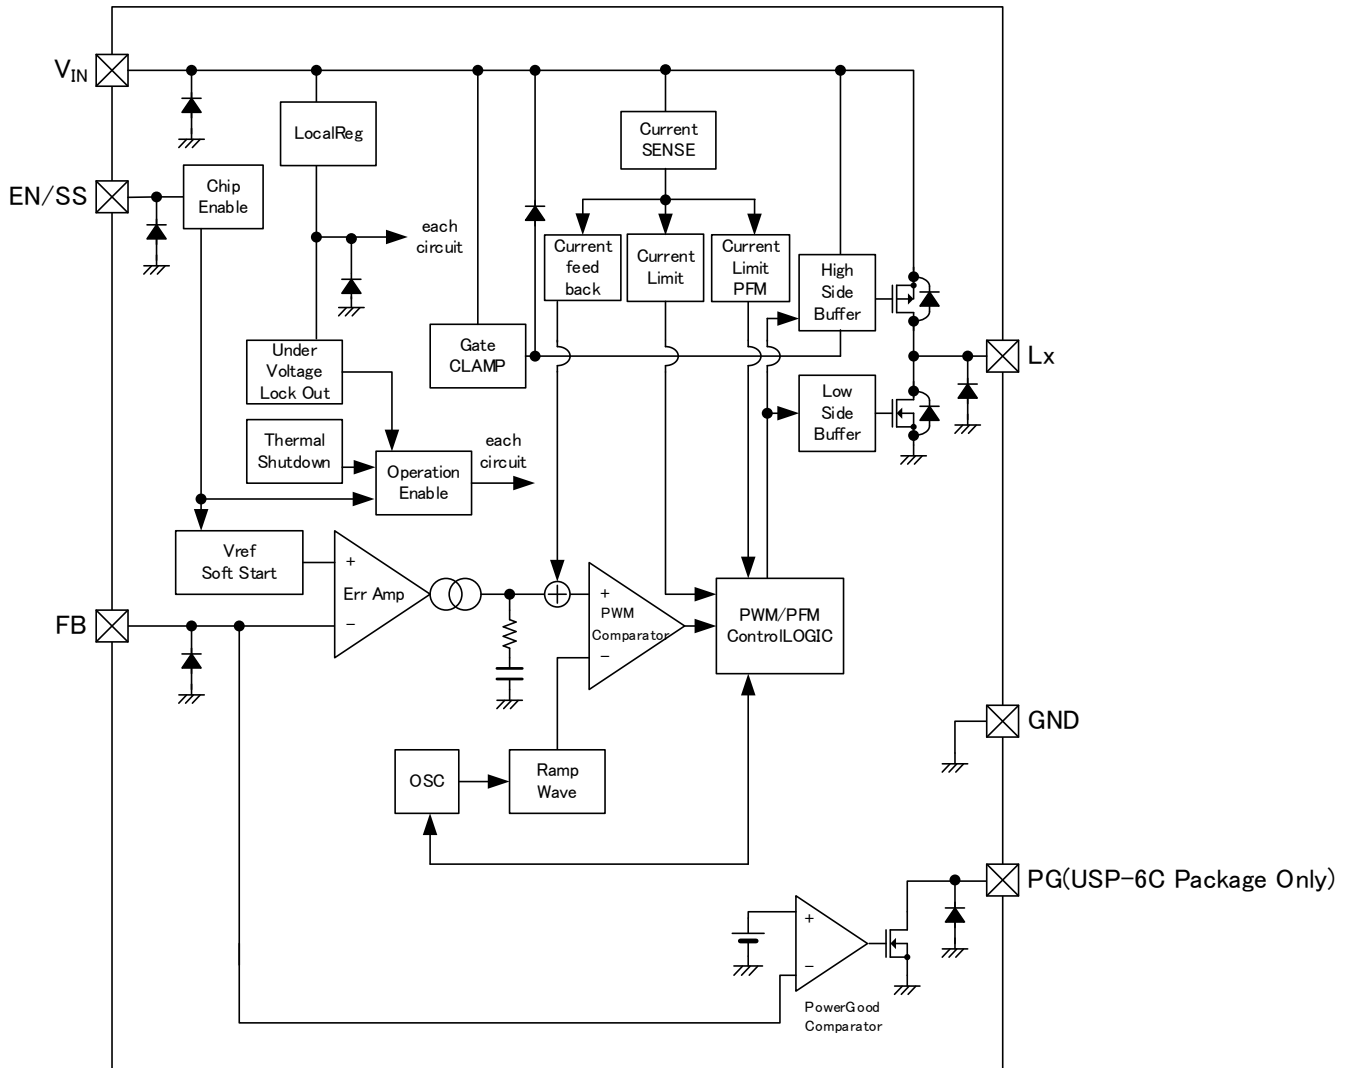 VIN
LocalReg
Current
SENSE
EN/SS
Chip
Enable
each
circuit
Current
feed
back
Current
Limit
Current
Limit
PFM
High
Side
Buffer
Gate
CLAMP
Lx
Under
Voltage
Lock Out
Low
Side
Buffer
Thermal
Shutdown
Operation
Enable
each
circuit
Vref
Soft Start
+
Err Amp
−
+
PWM
Comparator
−
PWM/PFM
ControlLOGIC
FB
GND
OSC
Ramp
Wave
PG(USP-6C Package Only)
+
−
PowerGood
Comparator